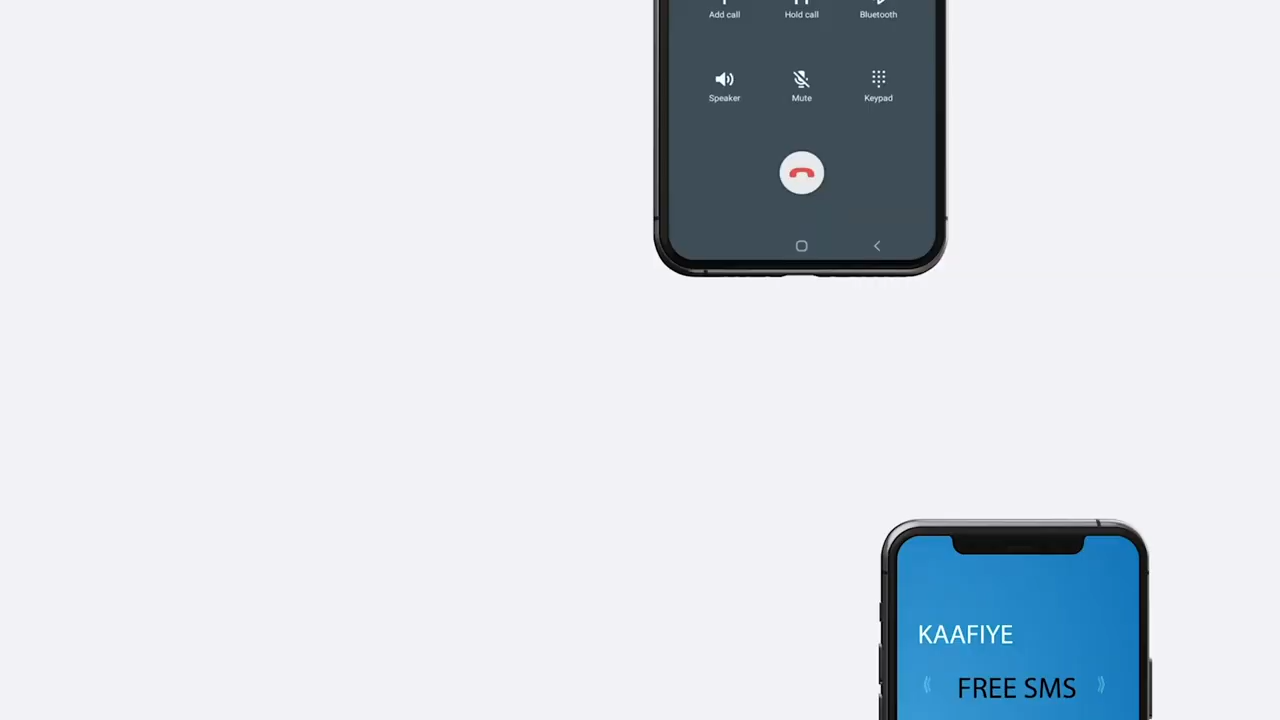 Add call Hold call Bluetooth
Speaker Mute Keypad
KAAFIYE
FREE SMS